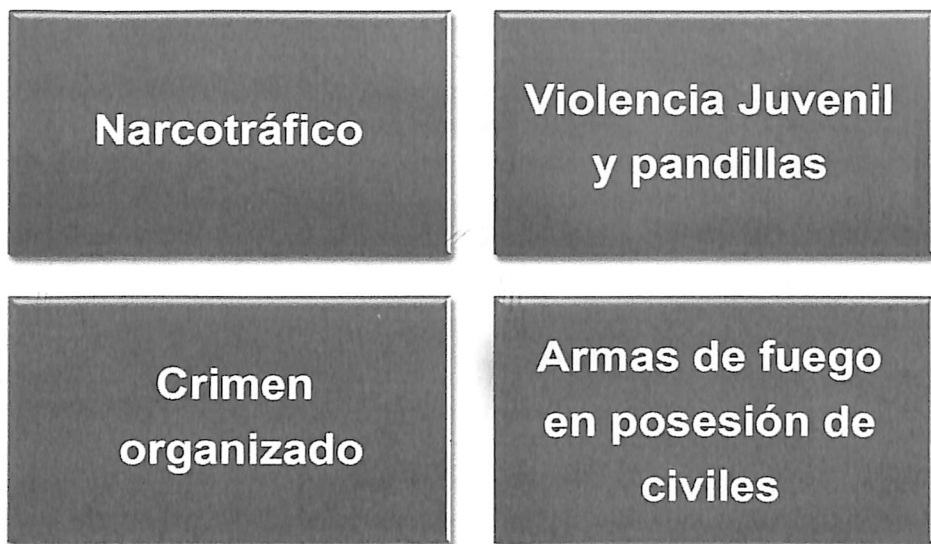 Narcotráfico
Violencia Juvenil
y pandillas
Crimen
organizado
Armas de fuego
en posesión de
civiles